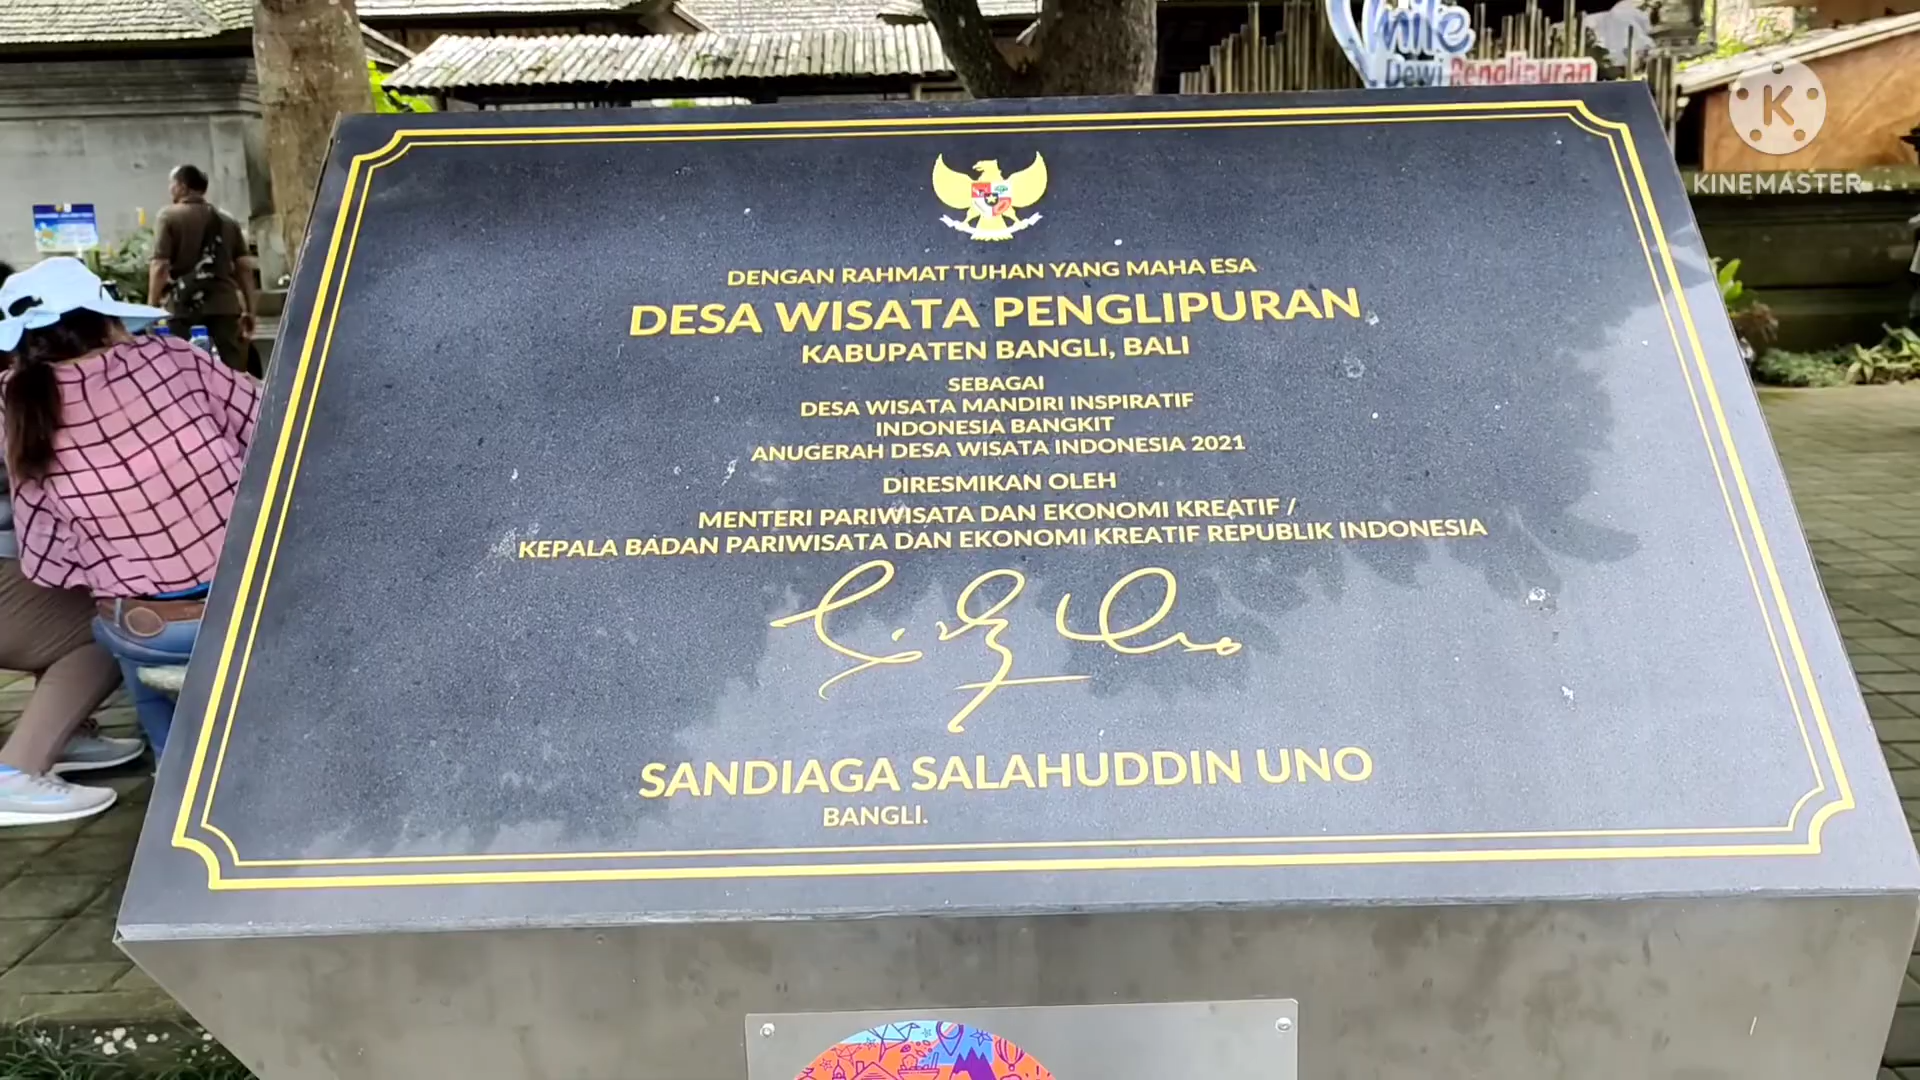 Smile
Dewi Penglipuran
KINEMASTER
DENGAN RAHMAT TUHAN YANG MAHA ESA
DESA WISATA PENGLIPURAN
KABUPATEN BANGLI, BALI
SEBAGAI
DESA WISATA MANDIRI INSPIRATIF
INDONESIA BANGKIT
ANUGERAH DESA WISATA INDONESIA 2021
DIRESMIKAN OLEH
MENTERI PARIWISATA DAN EKONOMI KREATIF /
KEPALA BADAN PARIWISATA DAN EKONOMI KREATIF REPUBLIK INDONESIA
SANDIAGA SALAHUDDIN UNO
BANGLI.